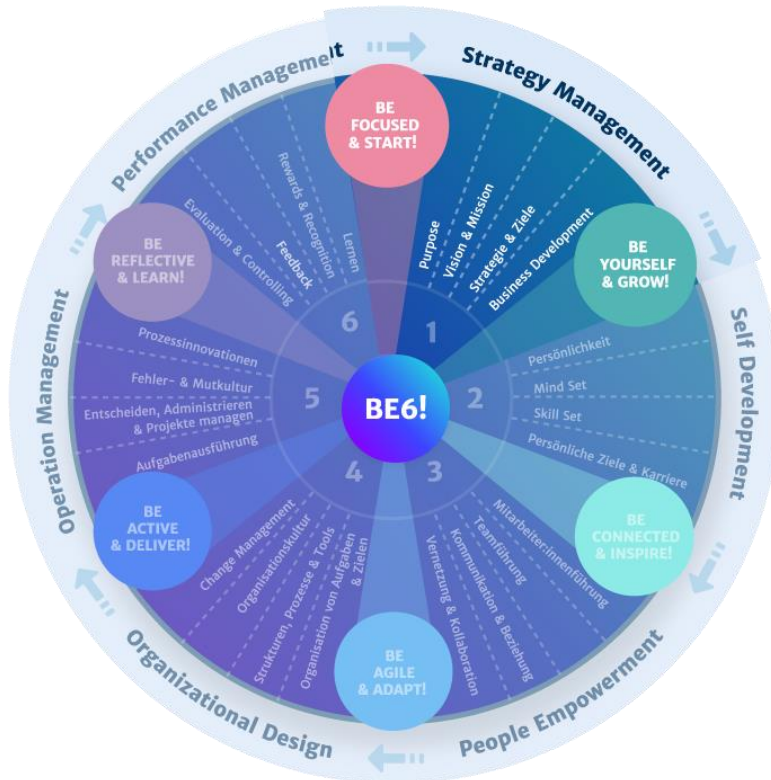 Strategy Management
BE
FOCUSED
& START!
1
Purpose
Vision & Mission
Strategie & Ziele
Business Development
Self Development
BE
YOURSELF
& GROW!
2
Persönlichkeit
Mind Set
Skill Set
Persönliche Ziele & Karriere
People Empowerment
BE
CONNECTED
& INSPIRE!
3
Mitarbeiter:innenführung
Teamführung
Kommunikation & Beziehung
Vernetzung & Kollaboration
Organizational Design
BE
AGILE
& ADAPT!
4
Organisation von Aufgaben
& Zielen
Strukturen, Prozesse & Tools
Organisationskultur
Change Management
Operation Management
BE
ACTIVE
& DELIVER!
5
Aufgabenausführung
Entscheiden, Administrieren
& Projekte managen
Fehler- & Mutkultur
Prozessinnovationen
Performance Management
BE
REFLECTIVE
& LEARN!
6
Evaluation & Controlling
Feedback
Rewards & Recognition
Lernen
BE6!